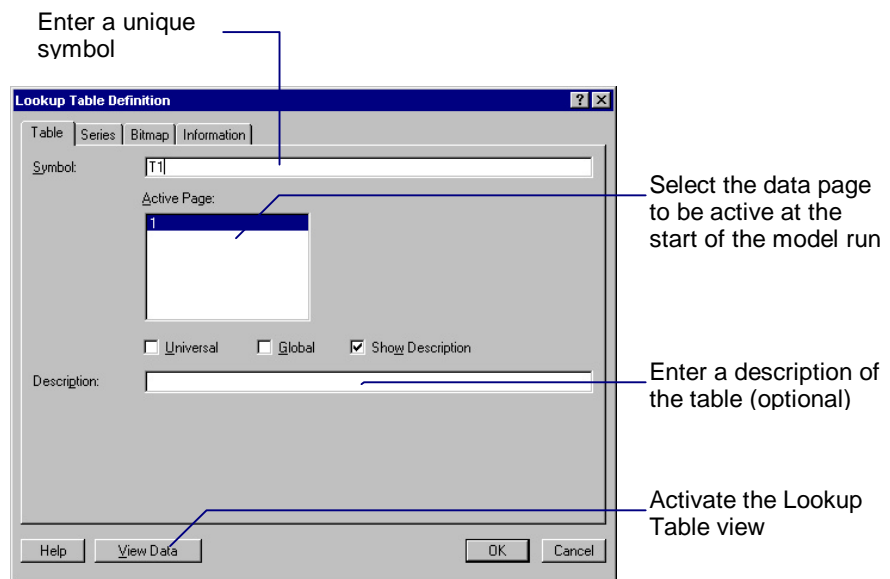 Enter a unique
symbol
Lookup Table Definition
Table Series Bitmap Information
Symbol: T1
Active Page:
1
Select the data page
to be active at the
start of the model run
Universal Global Show Description
Description:
Enter a description of
the table (optional)
Activate the Lookup
Table view
Help View Data OK Cancel